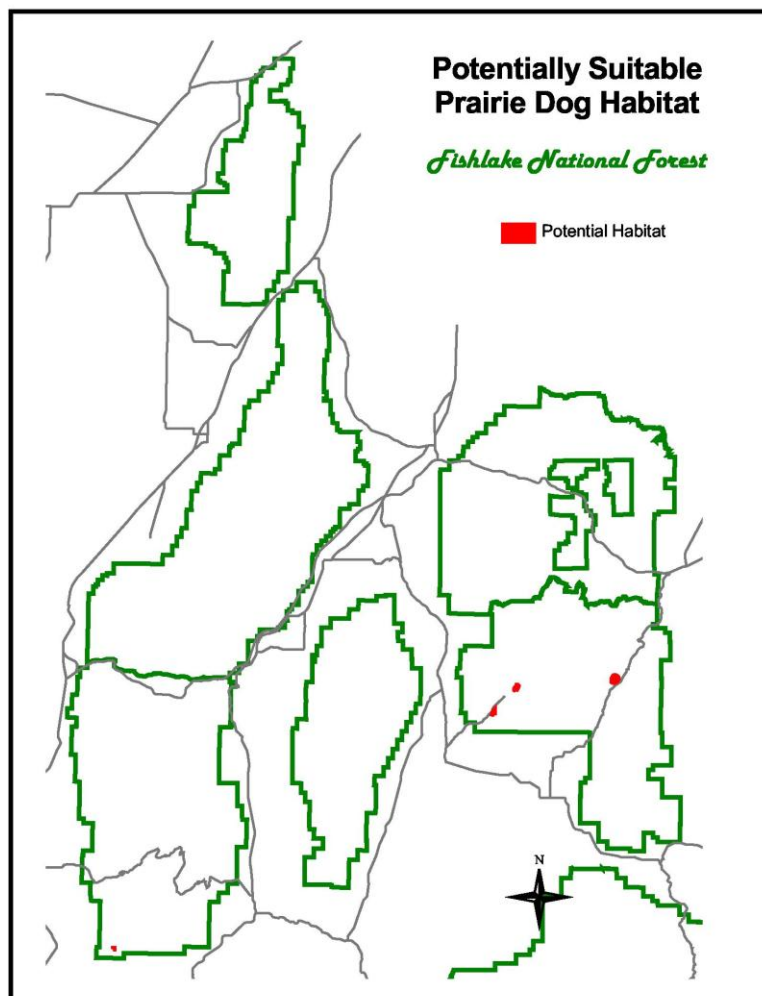 Potentially Suitable
Prairie Dog Habitat
Fishlake National Forest
Potential Habitat
N